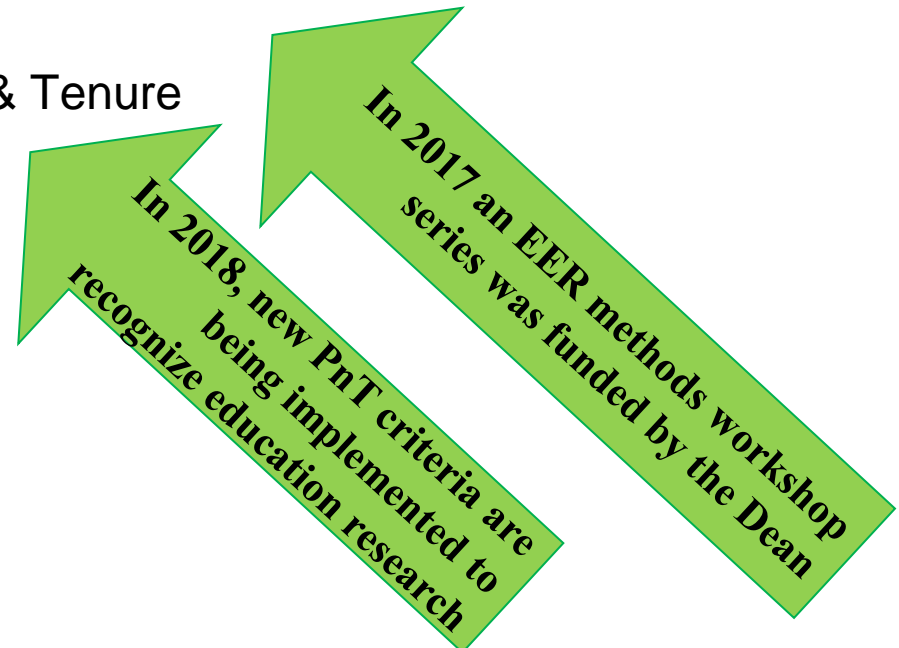 & Tenure
In 2018, new PnT criteria are
being implemented to
recognize education research
In 2017 an EER methods workshop
series was funded by the Dean